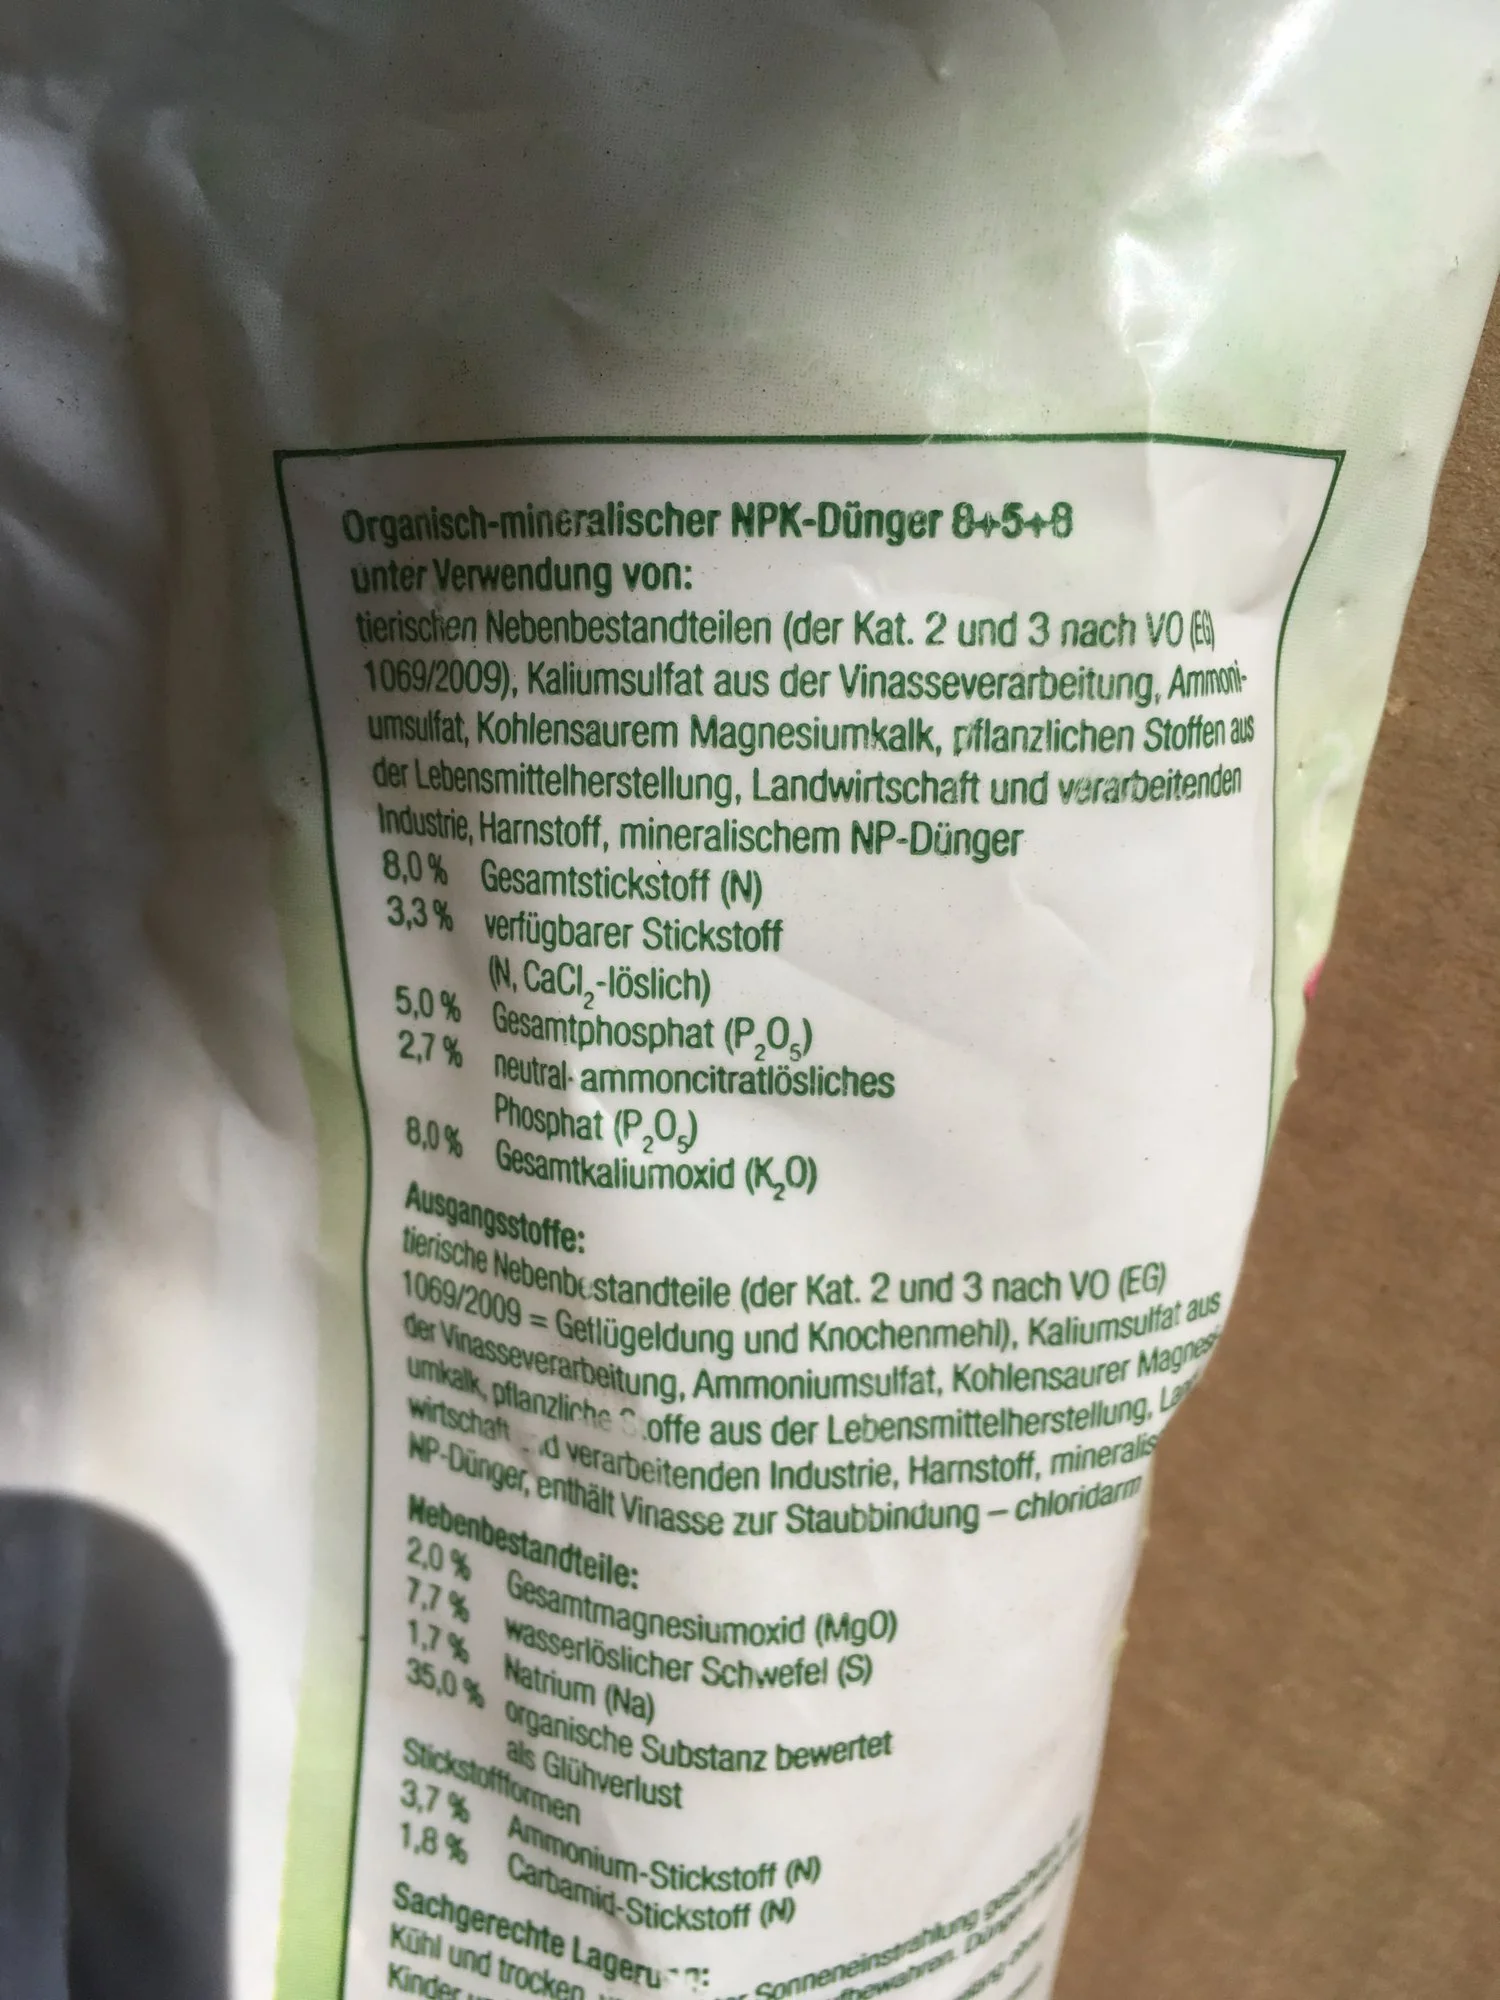 Organisch-mineralischer NPK-Dünger 8+5+8
unter Verwendung von:
tierischen Nebenbestandteilen (der Kat. 2 und 3 nach VO (EG)
1069/2009), Kaliumsulfat aus der Vinasseverarbeitung, Ammoni-
umsulfat, Kohlensaurem Magnesiumkalk, pflanzlichen Stoffen aus
der Lebensmittelherstellung, Landwirtschaft und verarbeitenden
Industrie, Harnstoff, mineralischem NP-Dünger
8,0 % Gesamtstickstoff (N)
3,3 % verfügbarer Stickstoff
(N, CaCl₂-löslich)
5,0 % Gesamtphosphat (P₂O₅)
2,7 % neutral-ammoncitratlösliches
Phosphat (P₂O₅)
8,0 % Gesamtkaliumoxid (K₂O)
Ausgangsstoffe:
tierische Nebenbestandteile (der Kat. 2 und 3 nach VO (EG)
1069/2009 = Geflügeldung und Knochenmehl), Kaliumsulfat aus
der Vinasseverarbeitung, Ammoniumsulfat, Kohlensaurer Magnesi-
umkalk, pflanzliche Stoffe aus der Lebensmittelherstellung,
wirtschaft und verarbeitenden Industrie, Harnstoff, mineralis
NP-Dünger, enthält Vinasse zur Staubbindung – chloridarm
Nebenbestandteile:
2,0 % Gesamtmagnesiumoxid (MgO)
7,7 % wasserlöslicher Schwefel (S)
1,7 % Natrium (Na)
35,0 % organische Substanz bewertet
als Glühverlust
Stickstoffformen
3,7 % Ammonium-Stickstoff (N)
1,8 % Carbamid-Stickstoff (N)
Sachgerechte Lagerung:
Kühl und trocken Sonneneinstrahlung
Kinder